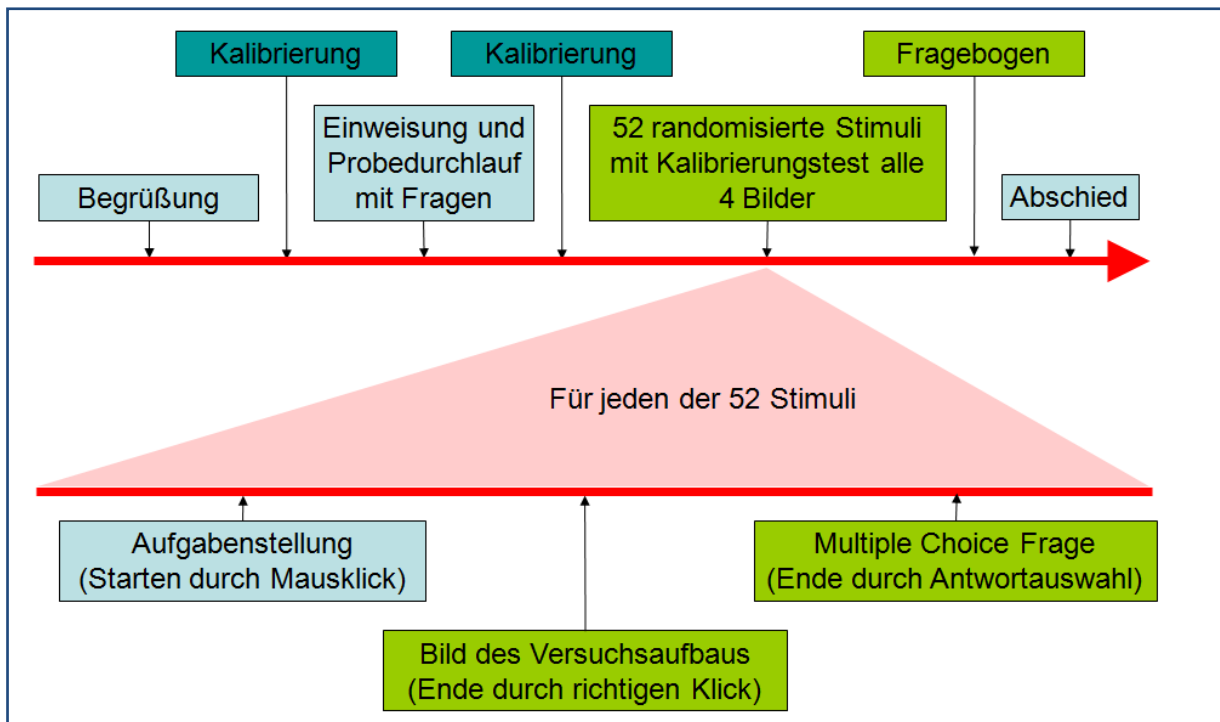 Kalibrierung
Kalibrierung
Fragebogen
Einweisung und
Probedurchlauf
mit Fragen
52 randomisierte Stimuli
mit Kalibrierungstest alle
4 Bilder
Begrüßung
Abschied
Für jeden der 52 Stimuli
Aufgabenstellung
(Starten durch Mausklick)
Multiple Choice Frage
(Ende durch Antwortauswahl)
Bild des Versuchsaufbaus
(Ende durch richtigen Klick)